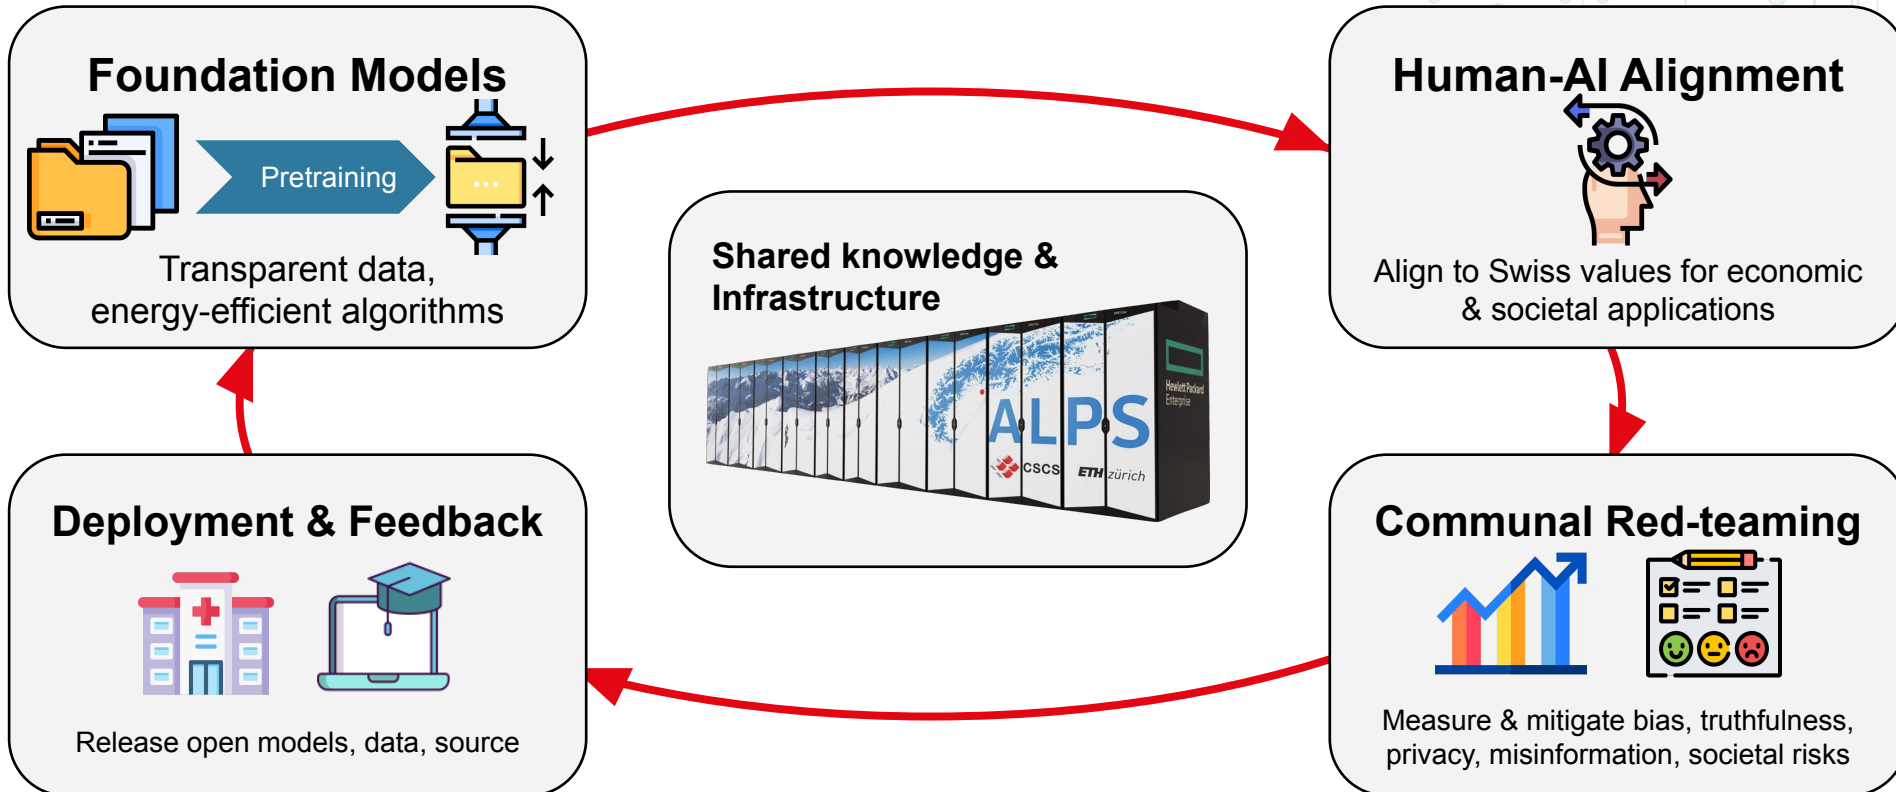 Foundation Models
Pretraining
...
Transparent data,
energy-efficient algorithms
Human-AI Alignment
Align to Swiss values for economic
& societal applications
Shared knowledge &
Infrastructure
Hewlett Packard
Enterprise
ALPS
CSCS
ETH zürich
Deployment & Feedback
Release open models, data, source
Communal Red-teaming
Measure & mitigate bias, truthfulness,
privacy, misinformation, societal risks